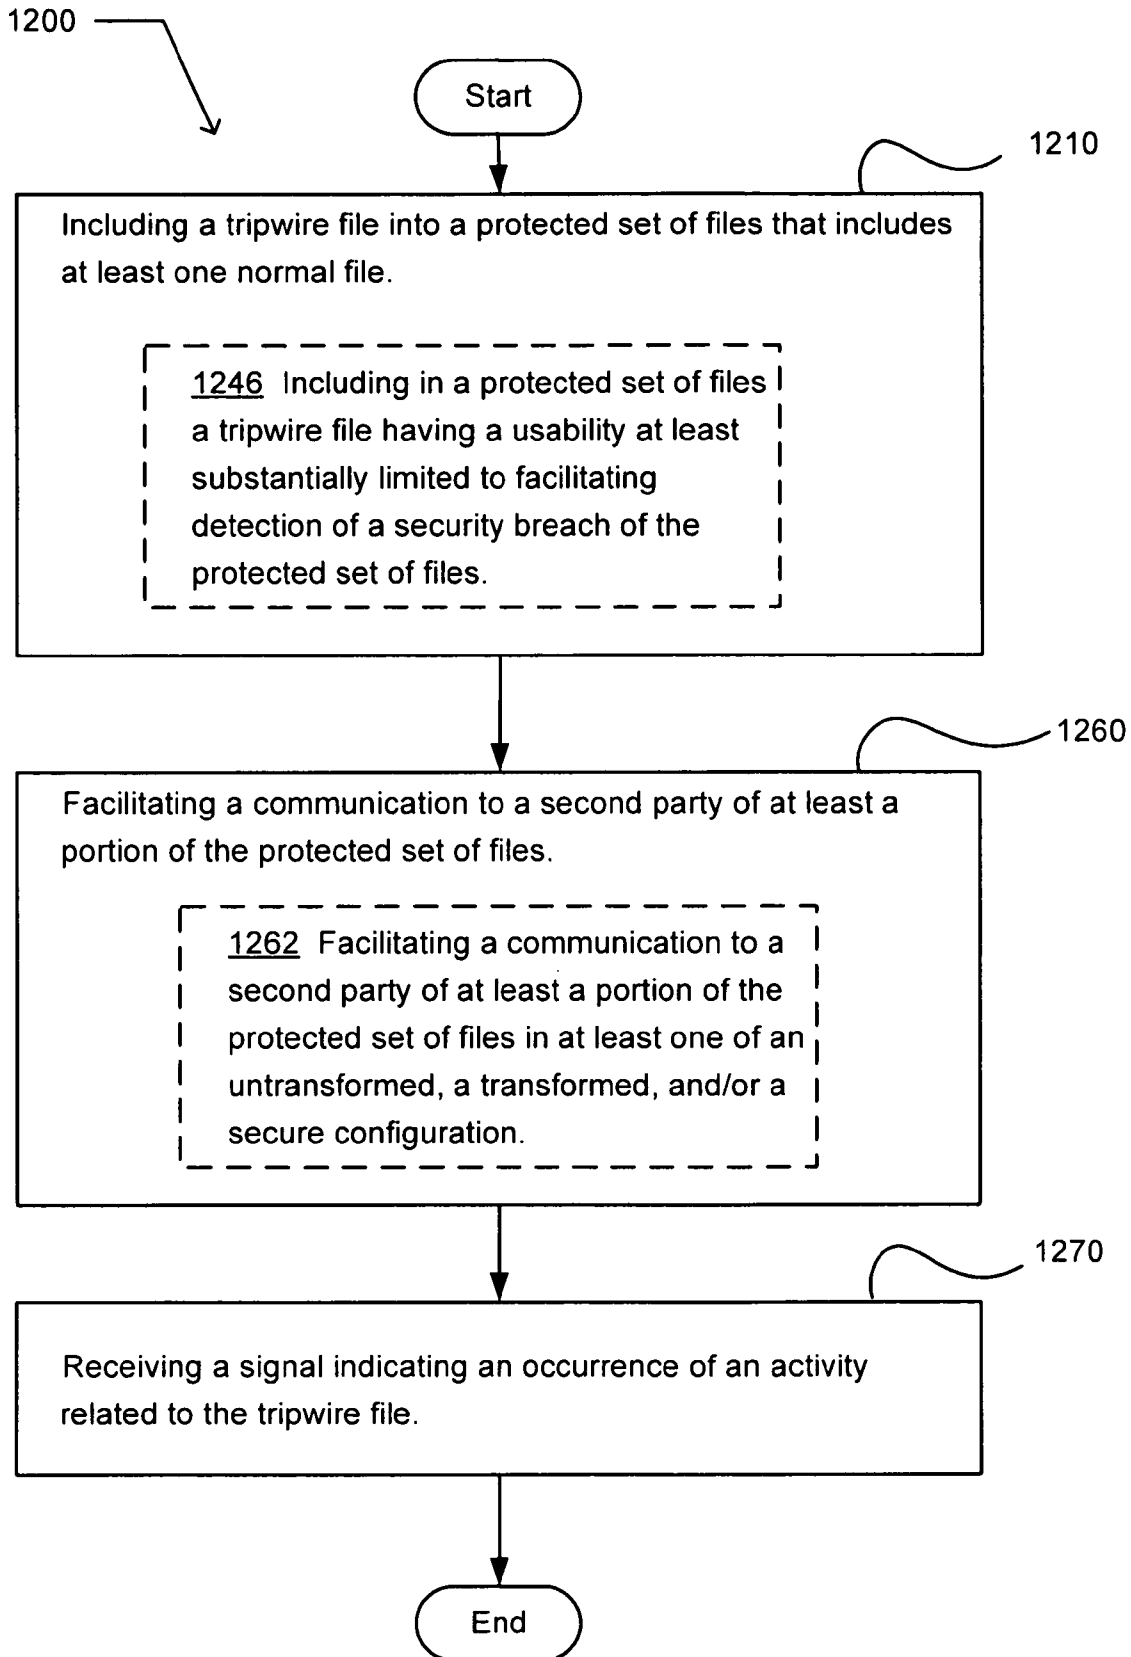 1200
Start
1210
Including a tripwire file into a protected set of files that includes
at least one normal file.
1246 Including in a protected set of files
a tripwire file having a usability at least
substantially limited to facilitating
detection of a security breach of the
protected set of files.
1260
Facilitating a communication to a second party of at least a
portion of the protected set of files.
1262 Facilitating a communication to a
second party of at least a portion of the
protected set of files in at least one of an
untransformed, a transformed, and/or a
secure configuration.
1270
Receiving a signal indicating an occurrence of an activity
related to the tripwire file.
End